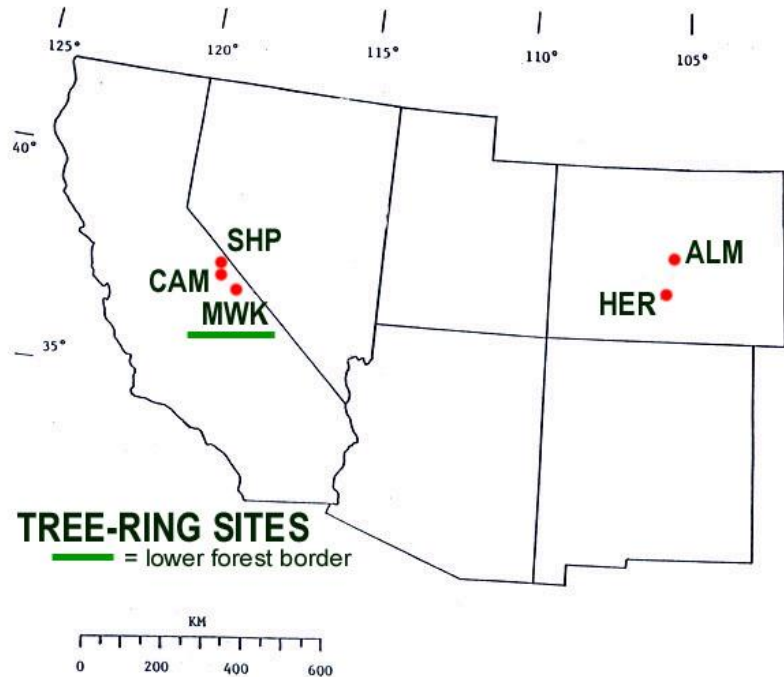 125°
120°
115°
110°
105°
40°
35°
SHP
CAM
MWK
ALM
HER
TREE-RING SITES
= lower forest border
KM
0 200 400 600